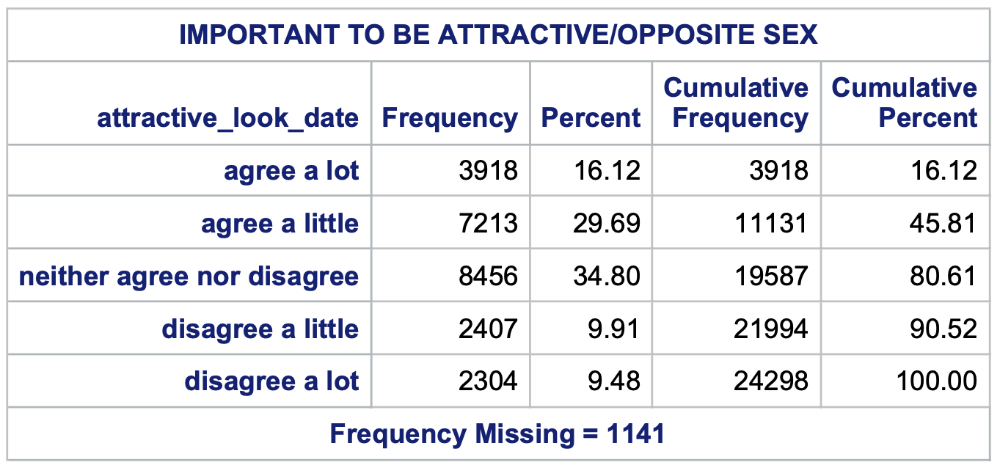 IMPORTANT TO BE ATTRACTIVE/OPPOSITE SEX
attractive_look_date Frequency Percent Cumulative Frequency Cumulative Percent
agree a lot 3918 16.12 3918 16.12
agree a little 7213 29.69 11131 45.81
neither agree nor disagree 8456 34.80 19587 80.61
disagree a little 2407 9.91 21994 90.52
disagree a lot 2304 9.48 24298 100.00
Frequency Missing = 1141